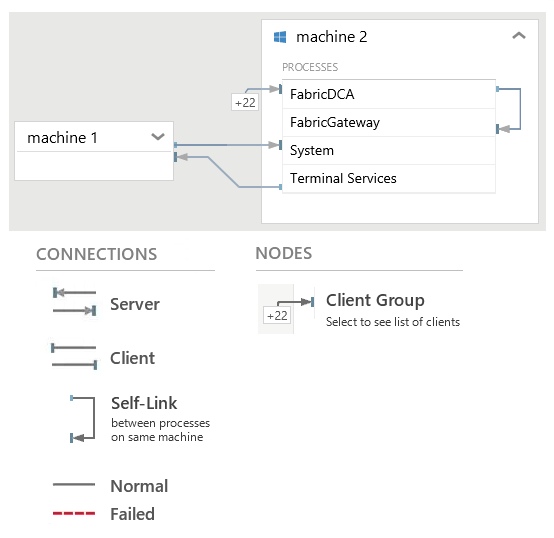 machine 2
PROCESSES
+22
FabricDCA
FabricGateway
machine 1
System
Terminal Services
CONNECTIONS
Server
Client
Self-Link
between processes
on same machine
Normal
Failed
NODES
+22
Client Group
Select to see list of clients